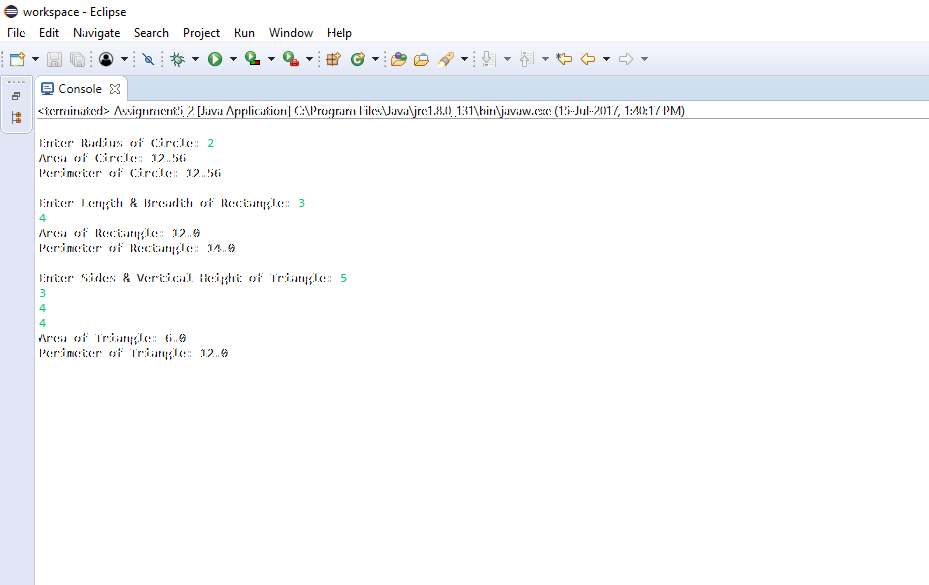 workspace - Eclipse
File Edit Navigate Search Project Run Window Help
Console
<terminated> Assignment5_2 [Java Application] C:\Program Files\Java\jre1.8.0_131\bin\javaw.exe (15-Jul-2017, 1:40:17 PM)
Enter Radius of Circle: 2
Area of Circle: 12.56
Perimeter of Circle: 12.56
Enter Length & Breadth of Rectangle: 3
4
Area of Rectangle: 12.0
Perimeter of Rectangle: 14.0
Enter Sides & Vertical Height of Triangle: 5
3
4
4
Area of Triangle: 6.0
Perimeter of Triangle: 12.0